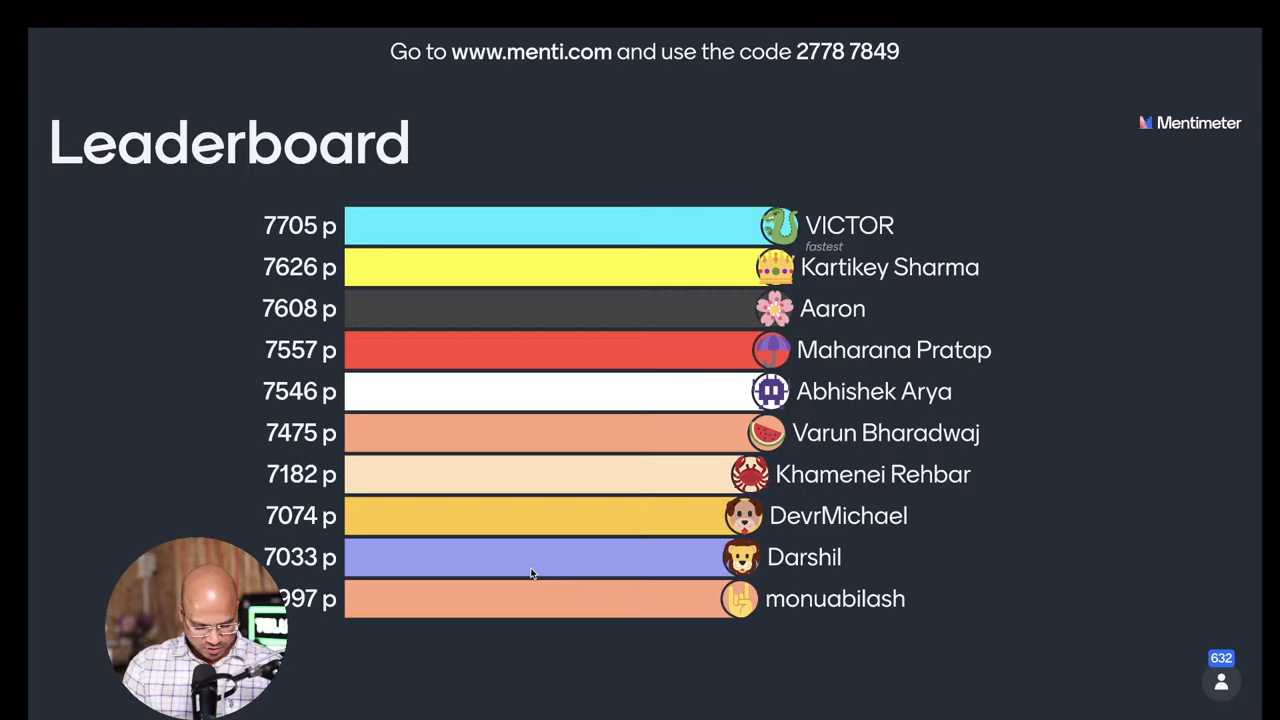 Go to www.menti.com and use the code 2778 7849
Leaderboard
Mentimeter
7705 p VICTOR
fastest
7626 p Kartikey Sharma
7608 p Aaron
7557 p Maharana Pratap
7546 p Abhishek Arya
7475 p Varun Bharadwaj
7182 p Khamenei Rehbar
7074 p DevrMichael
7033 p Darshil
997 p monuabilash
632